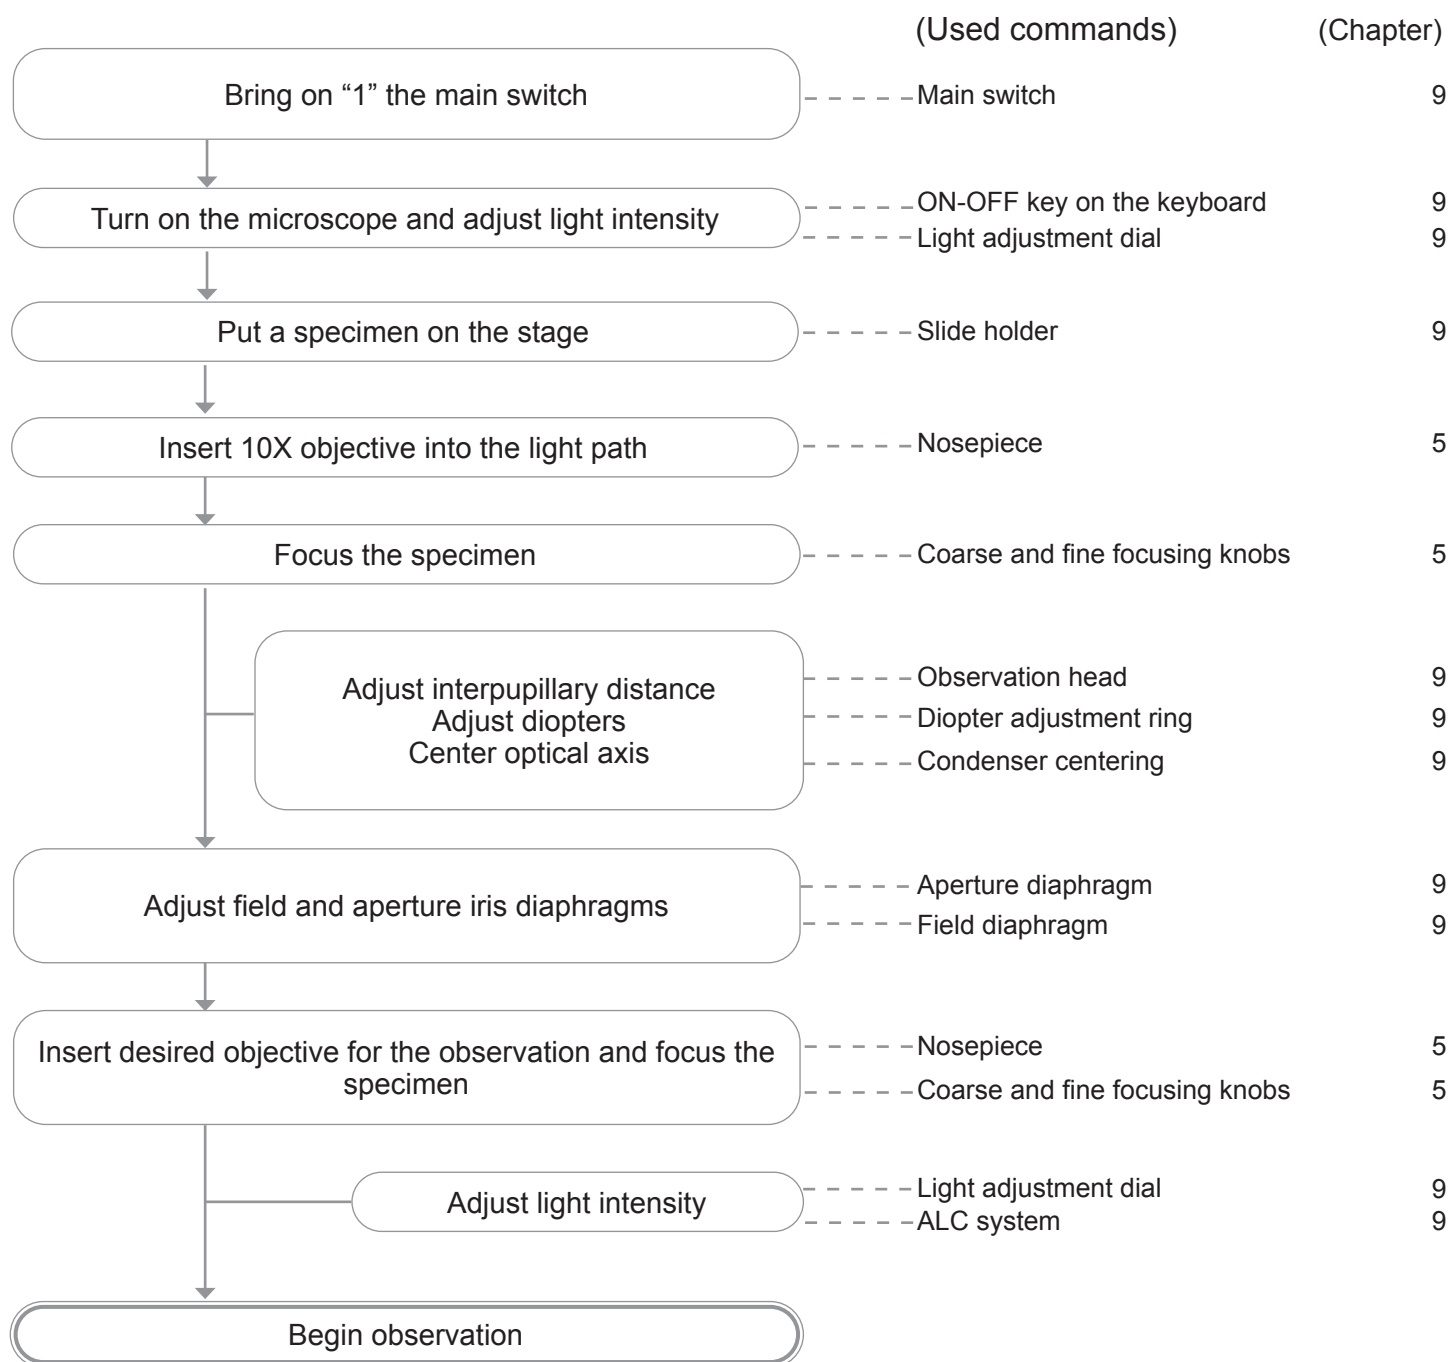 (Used commands) (Chapter)
Bring on “1” the main switch
Main switch 9
Turn on the microscope and adjust light intensity
ON-OFF key on the keyboard 9
Light adjustment dial 9
Put a specimen on the stage
Slide holder 9
Insert 10X objective into the light path
Nosepiece 5
Focus the specimen
Coarse and fine focusing knobs 5
Adjust interpupillary distance
Adjust diopters
Center optical axis
Observation head 9
Diopter adjustment ring 9
Condenser centering 9
Adjust field and aperture iris diaphragms
Aperture diaphragm 9
Field diaphragm 9
Insert desired objective for the observation and focus the
specimen
Nosepiece 5
Coarse and fine focusing knobs 5
Adjust light intensity
Light adjustment dial 9
ALC system 9
Begin observation